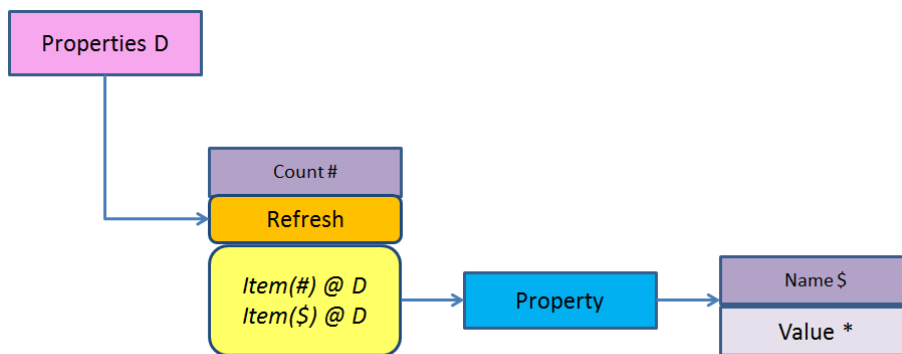 Properties D
Count #
Refresh
Item(#) @ D
Item($) @ D
Property
Name $
Value *